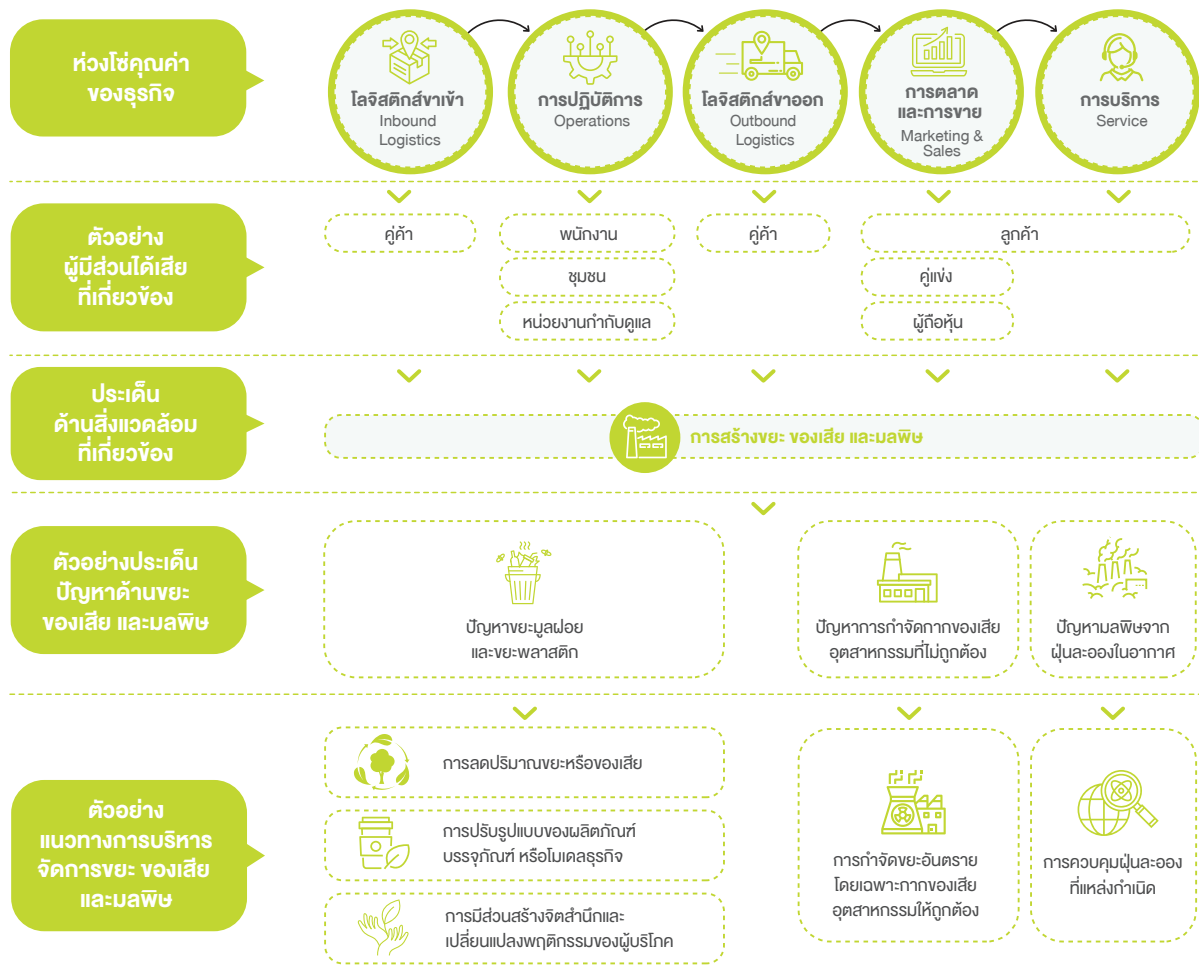 ห่วงโซ่คุณค่า
ของธุรกิจ
โลจิสติกส์ขาเข้า
Inbound
Logistics
การปฏิบัติการ
Operations
โลจิสติกส์ขาออก
Outbound
Logistics
การตลาด
และการขาย
Marketing &
Sales
การบริการ
Service
ตัวอย่าง
ผู้มีส่วนได้เสีย
ที่เกี่ยวข้อง
คู่ค้า
พนักงาน
คู่ค้า
ลูกค้า
ชุมชน
คู่แข่ง
หน่วยงานกำกับดูแล
ผู้ถือหุ้น
ประเด็น
ด้านสิ่งแวดล้อม
ที่เกี่ยวข้อง
การสร้างขยะ ของเสีย และมลพิษ
ตัวอย่างประเด็น
ปัญหาด้านขยะ
ของเสีย และมลพิษ
ปัญหาขยะมูลฝอย
และขยะพลาสติก
ปัญหาการกำจัดกากของเสีย
อุตสาหกรรมที่ไม่ถูกต้อง
ปัญหามลพิษจาก
ฝุ่นละอองในอากาศ
ตัวอย่าง
แนวทางการบริหาร
จัดการขยะ ของเสีย
และมลพิษ
การลดปริมาณขยะหรือของเสีย
การปรับรูปแบบของผลิตภัณฑ์
บรรจุภัณฑ์ หรือโมเดลธุรกิจ
การมีส่วนสร้างจิตสำนึกและ
เปลี่ยนแปลงพฤติกรรมของผู้บริโภค
การกำจัดขยะอันตราย
โดยเฉพาะกากของเสีย
อุตสาหกรรมให้ถูกต้อง
การควบคุมฝุ่นละออง
ที่แหล่งกำเนิด